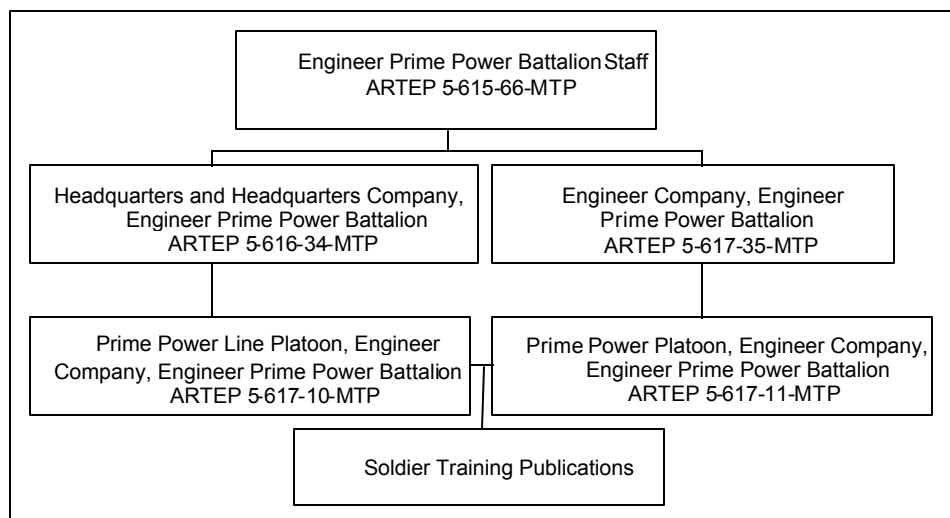 Engineer Prime Power Battalion Staff
ARTEP 5-615-66-MTP
Headquarters and Headquarters Company,
Engineer Prime Power Battalion
ARTEP 5-616-34-MTP
Engineer Company, Engineer
Prime Power Battalion
ARTEP 5-617-35-MTP
Prime Power Line Platoon, Engineer
Company, Engineer Prime Power Battalion
ARTEP 5-617-10-MTP
Prime Power Platoon, Engineer Company,
Engineer Prime Power Battalion
ARTEP 5-617-11-MTP
Soldier Training Publications